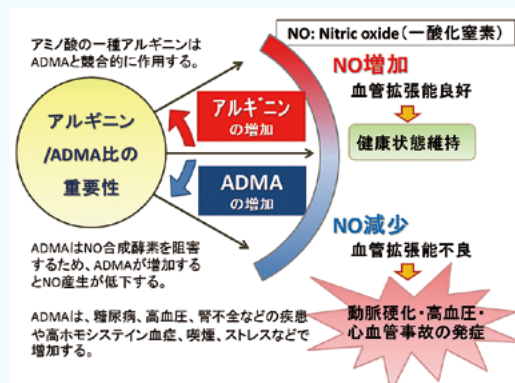 アミノ酸の一種アルギニンは
ADMAと競合的に作用する。
NO: Nitric oxide(一酸化窒素)
アルギニン
/ADMA比の
重要性
アルギニン
の増加
ADMA
の増加
NO増加
血管拡張能良好
健康状態維持
NO減少
血管拡張能不良
動脈硬化・高血圧・
心血管事故の発症
ADMAはNO合成酵素を阻害
するため、ADMAが増加する
とNO産生が低下する。
ADMAは、糖尿病、高血圧、腎不全などの疾患
や高ホモシステイン血症、喫煙、ストレスなどで
増加する。